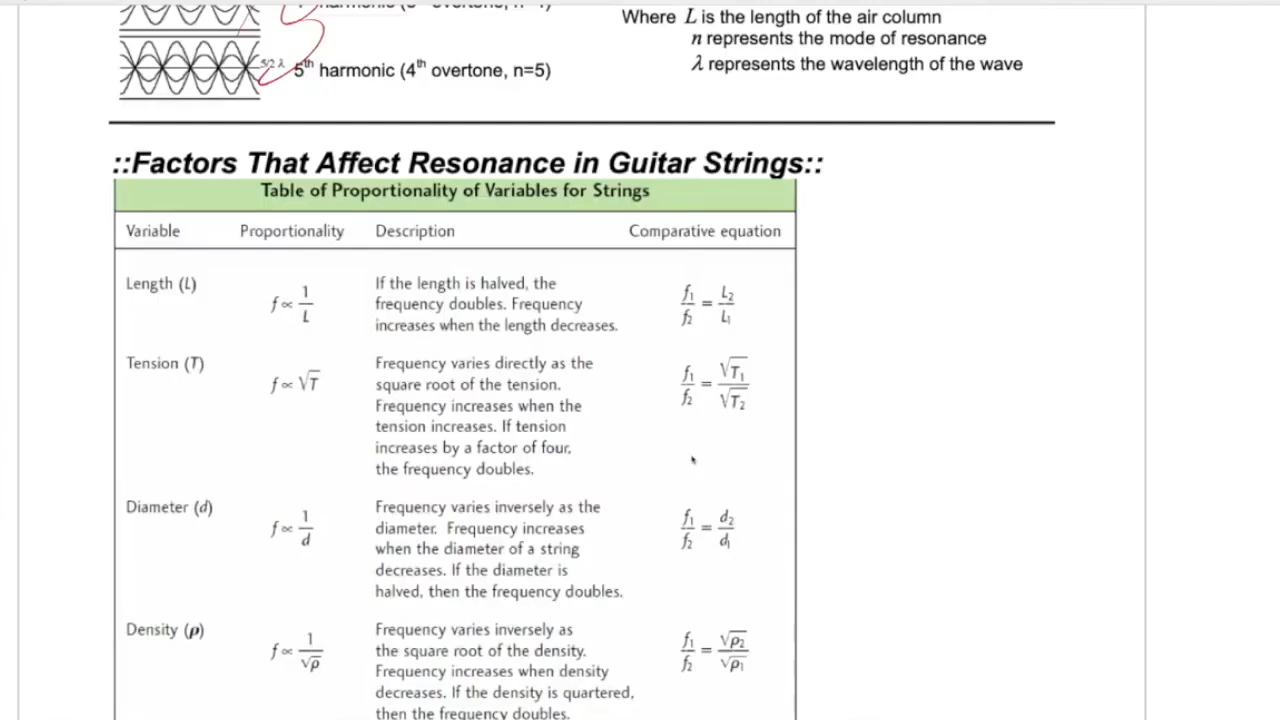 harmonic (
Where L is the length of the air column
n represents the mode of resonance
5/2 λ 5th harmonic (4th overtone, n=5)
λ represents the wavelength of the wave
::Factors That Affect Resonance in Guitar Strings::
Table of Proportionality of Variables for Strings
Variable Proportionality Description Comparative equation
Length (L)
f ∝ 1/L
If the length is halved, the
frequency doubles. Frequency
increases when the length decreases.
f₁/f₂ = L₂/L₁
Tension (T)
f ∝ √T
Frequency varies directly as the
square root of the tension.
Frequency increases when the
tension increases. If tension
increases by a factor of four,
the frequency doubles.
f₁/f₂ = √T₁/√T₂
Diameter (d)
f ∝ 1/d
Frequency varies inversely as the
diameter. Frequency increases
when the diameter of a string
decreases. If the diameter is
halved, then the frequency doubles.
f₁/f₂ = d₂/d₁
Density (ρ)
f ∝ 1/√ρ
Frequency varies inversely as
the square root of the density.
Frequency increases when density
decreases. If the density is quartered,
then the frequency doubles.
f₁/f₂ = √ρ₂/√ρ₁